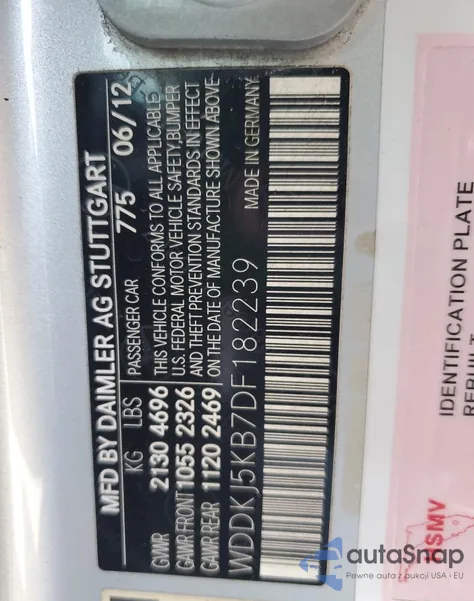 MFD BY DAIMLER AG STUTTGART
775 06/12
KG LBS PASSENGER CAR
GVWR 2130 4696
GAWR FRONT 1055 2326
GAWR REAR 1120 2469
THIS VEHICLE CONFORMS TO ALL APPLICABLE
U.S. FEDERAL MOTOR VEHICLE SAFETY, BUMPER
AND THEFT PREVENTION STANDARDS IN EFFECT
ON THE DATE OF MANUFACTURE SHOWN ABOVE
WDDKJ5KB7DF182239
MADE IN GERMANY
IDENTIFICATION PLATE
REBUILT
HSMV
autoSnap
Pewne auta z aukcji USA - EU